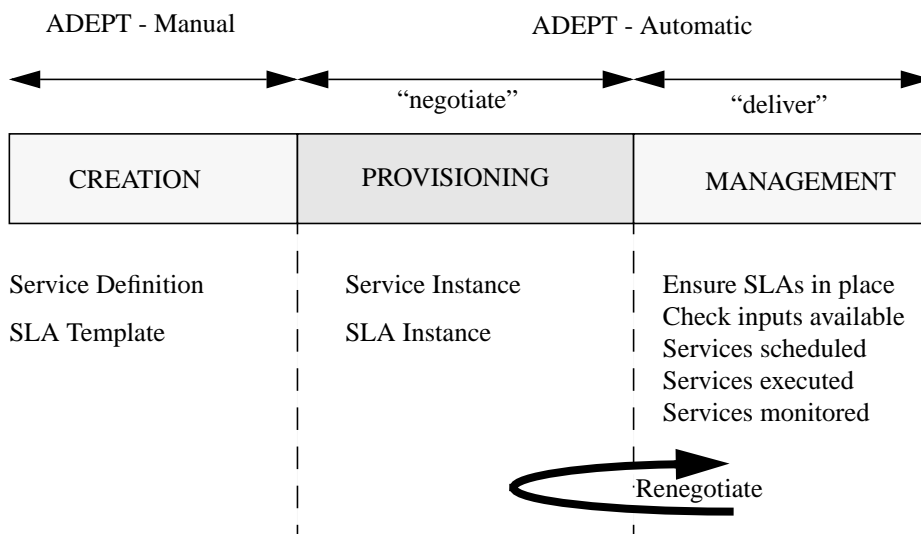 ADEPT - Manual
ADEPT - Automatic
“negotiate”
“deliver”
CREATION
PROVISIONING
MANAGEMENT
Service Definition
SLA Template
Service Instance
SLA Instance
Ensure SLAs in place
Check inputs available
Services scheduled
Services executed
Services monitored
Renegotiate